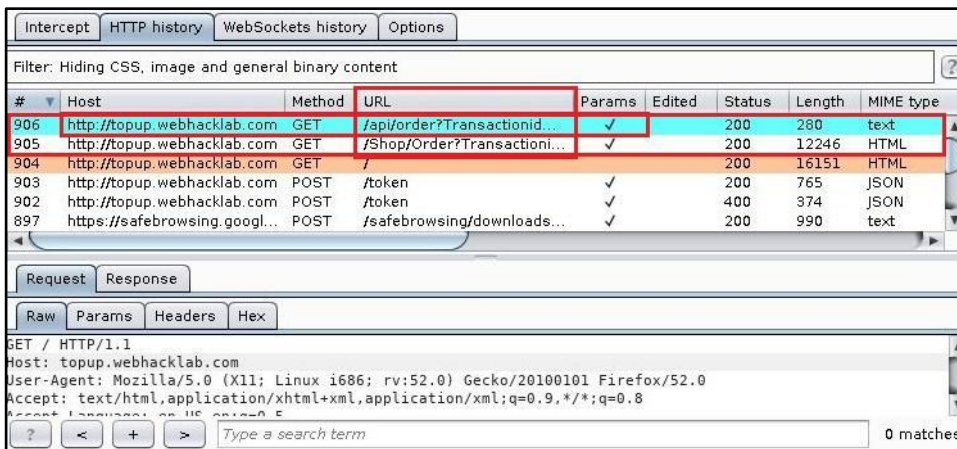 Intercept HTTP history WebSockets history Options
Filter: Hiding CSS, image and general binary content ?
# Host Method URL Params Edited Status Length MIME type
906 http://topup.webhacklab.com GET /api/order?Transactionid... ✓ 200 280 text
905 http://topup.webhacklab.com GET /Shop/Order?Transactioni... ✓ 200 12246 HTML
904 http://topup.webhacklab.com GET / 200 16151 HTML
903 http://topup.webhacklab.com POST /token ✓ 200 765 JSON
902 http://topup.webhacklab.com POST /token ✓ 400 374 JSON
897 https://safebrowsing.googl... POST /safebrowsing/downloads... ✓ 200 990 text
Request Response
Raw Params Headers Hex
GET / HTTP/1.1
Host: topup.webhacklab.com
User-Agent: Mozilla/5.0 (X11; Linux i686; rv:52.0) Gecko/20100101 Firefox/52.0
Accept: text/html,application/xhtml+xml,application/xml;q=0.9,*/*;q=0.8
Accept-Language: en-US,en;q=0.5
? < + > Type a search term 0 matches